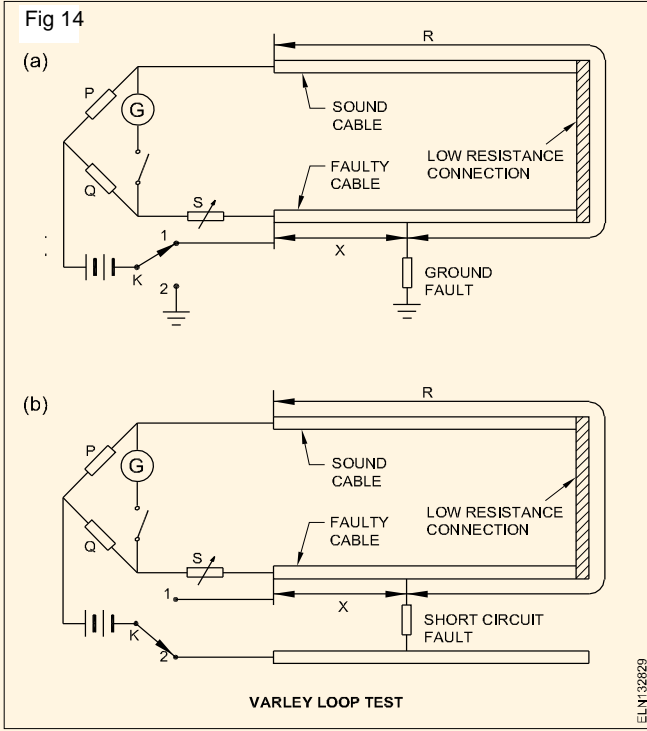 Fig 14
(a)
R
P
G
SOUND
CABLE
LOW RESISTANCE
CONNECTION
Q
FAULTY
CABLE
S
1
X
K
2
GROUND
FAULT
(b)
R
P
G
SOUND
CABLE
LOW RESISTANCE
CONNECTION
Q
FAULTY
CABLE
S
1
X
K
2
SHORT CIRCUIT
FAULT
VARLEY LOOP TEST
ELN132829